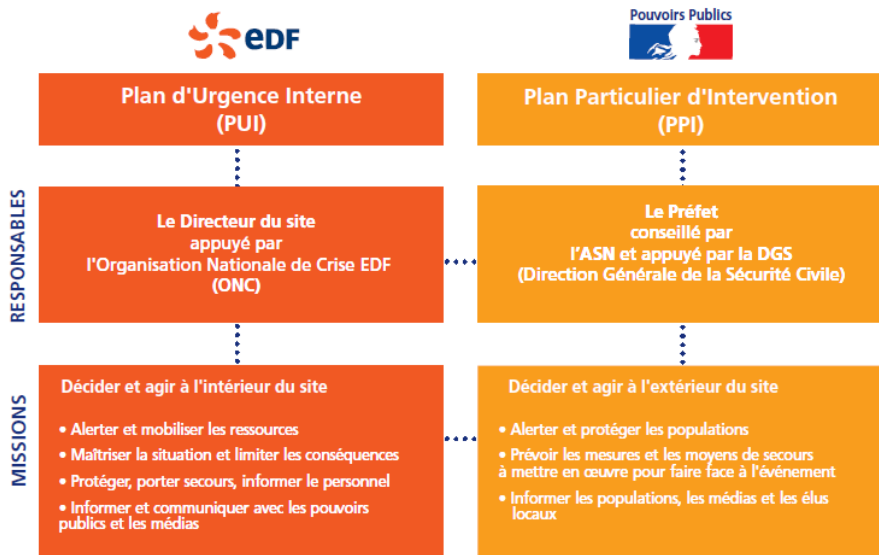 edf
Pouvoirs Publics
Plan d'Urgence Interne
(PUI)
Plan Particulier d'Intervention
(PPI)
RESPONSABLES
Le Directeur du site
appuyé par
l'Organisation Nationale de Crise EDF
(ONC)
Le Préfet
conseillé par
l'ASN et appuyé par la DGS
(Direction Générale de la Sécurité Civile)
MISSIONS
Décider et agir à l'intérieur du site
• Alerter et mobiliser les ressources
• Maîtriser la situation et limiter les conséquences
• Protéger, porter secours, informer le personnel
• Informer et communiquer avec les pouvoirs
publics et les médias
Décider et agir à l'extérieur du site
• Alerter et protéger les populations
• Prévoir les mesures et les moyens de secours
à mettre en œuvre pour faire face à l'événement
• Informer les populations, les médias et les élus
locaux